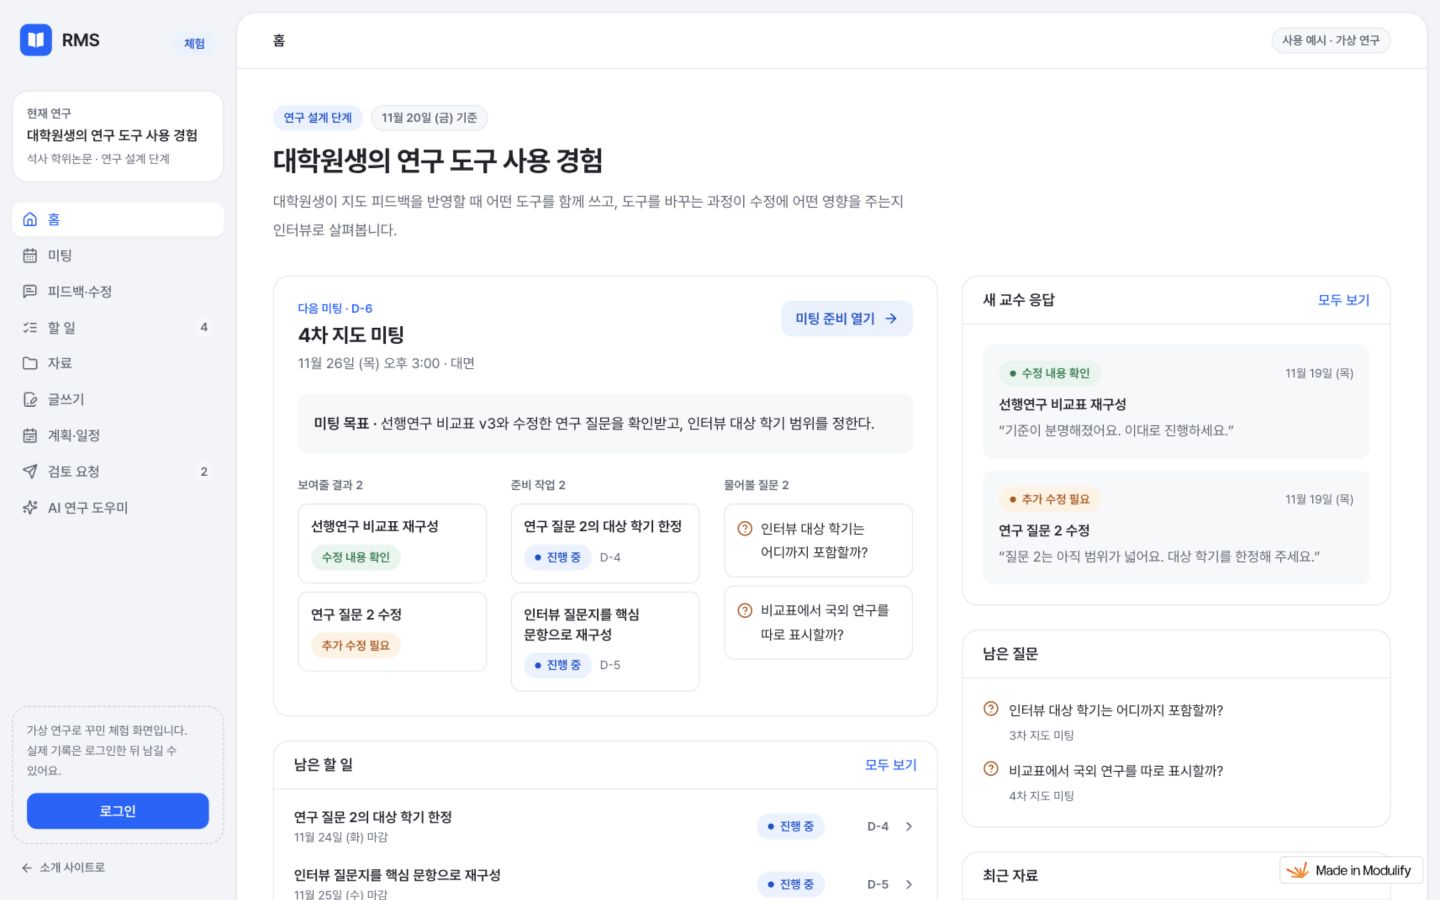 RMS
체험
현재 연구
대학원생의 연구 도구 사용 경험
석사 학위논문 · 연구 설계 단계
홈
미팅
피드백·수정
할 일
4
자료
글쓰기
계획·일정
검토 요청
2
AI 연구 도우미
가상 연구로 꾸민 체험 화면입니다.
실제 기록은 로그인한 뒤 남길 수
있어요.
로그인
소개 사이트로
홈
사용 예시 · 가상 연구
연구 설계 단계
11월 20일 (금) 기준
대학원생의 연구 도구 사용 경험
대학원생이 지도 피드백을 반영할 때 어떤 도구를 함께 쓰고, 도구를 바꾸는 과정이 수정에 어떤 영향을 주는지
인터뷰로 살펴봅니다.
다음 미팅 · D-6
4차 지도 미팅
11월 26일 (목) 오후 3:00 · 대면
미팅 준비 열기
미팅 목표 · 선행연구 비교표 v3와 수정한 연구 질문을 확인받고, 인터뷰 대상 학기 범위를 정한다.
보여줄 결과 2
선행연구 비교표 재구성
수정 내용 확인
연구 질문 2 수정
추가 수정 필요
준비 작업 2
연구 질문 2의 대상 학기 한정
진행 중
D-4
인터뷰 질문지를 핵심
문항으로 재구성
진행 중
D-5
물어볼 질문 2
인터뷰 대상 학기는
어디까지 포함할까?
비교표에서 국외 연구를
따로 표시할까?
남은 할 일
모두 보기
연구 질문 2의 대상 학기 한정
11월 24일 (화) 마감
진행 중
D-4
인터뷰 질문지를 핵심 문항으로 재구성
11월 25일 (수) 마감
진행 중
D-5
새 교수 응답
모두 보기
수정 내용 확인
11월 19일 (목)
선행연구 비교표 재구성
“기준이 분명해졌어요. 이대로 진행하세요.”
추가 수정 필요
11월 19일 (목)
연구 질문 2 수정
“질문 2는 아직 범위가 넓어요. 대상 학기를 한정해 주세요.”
남은 질문
인터뷰 대상 학기는 어디까지 포함할까?
3차 지도 미팅
비교표에서 국외 연구를 따로 표시할까?
4차 지도 미팅
최근 자료
Made in Modulify